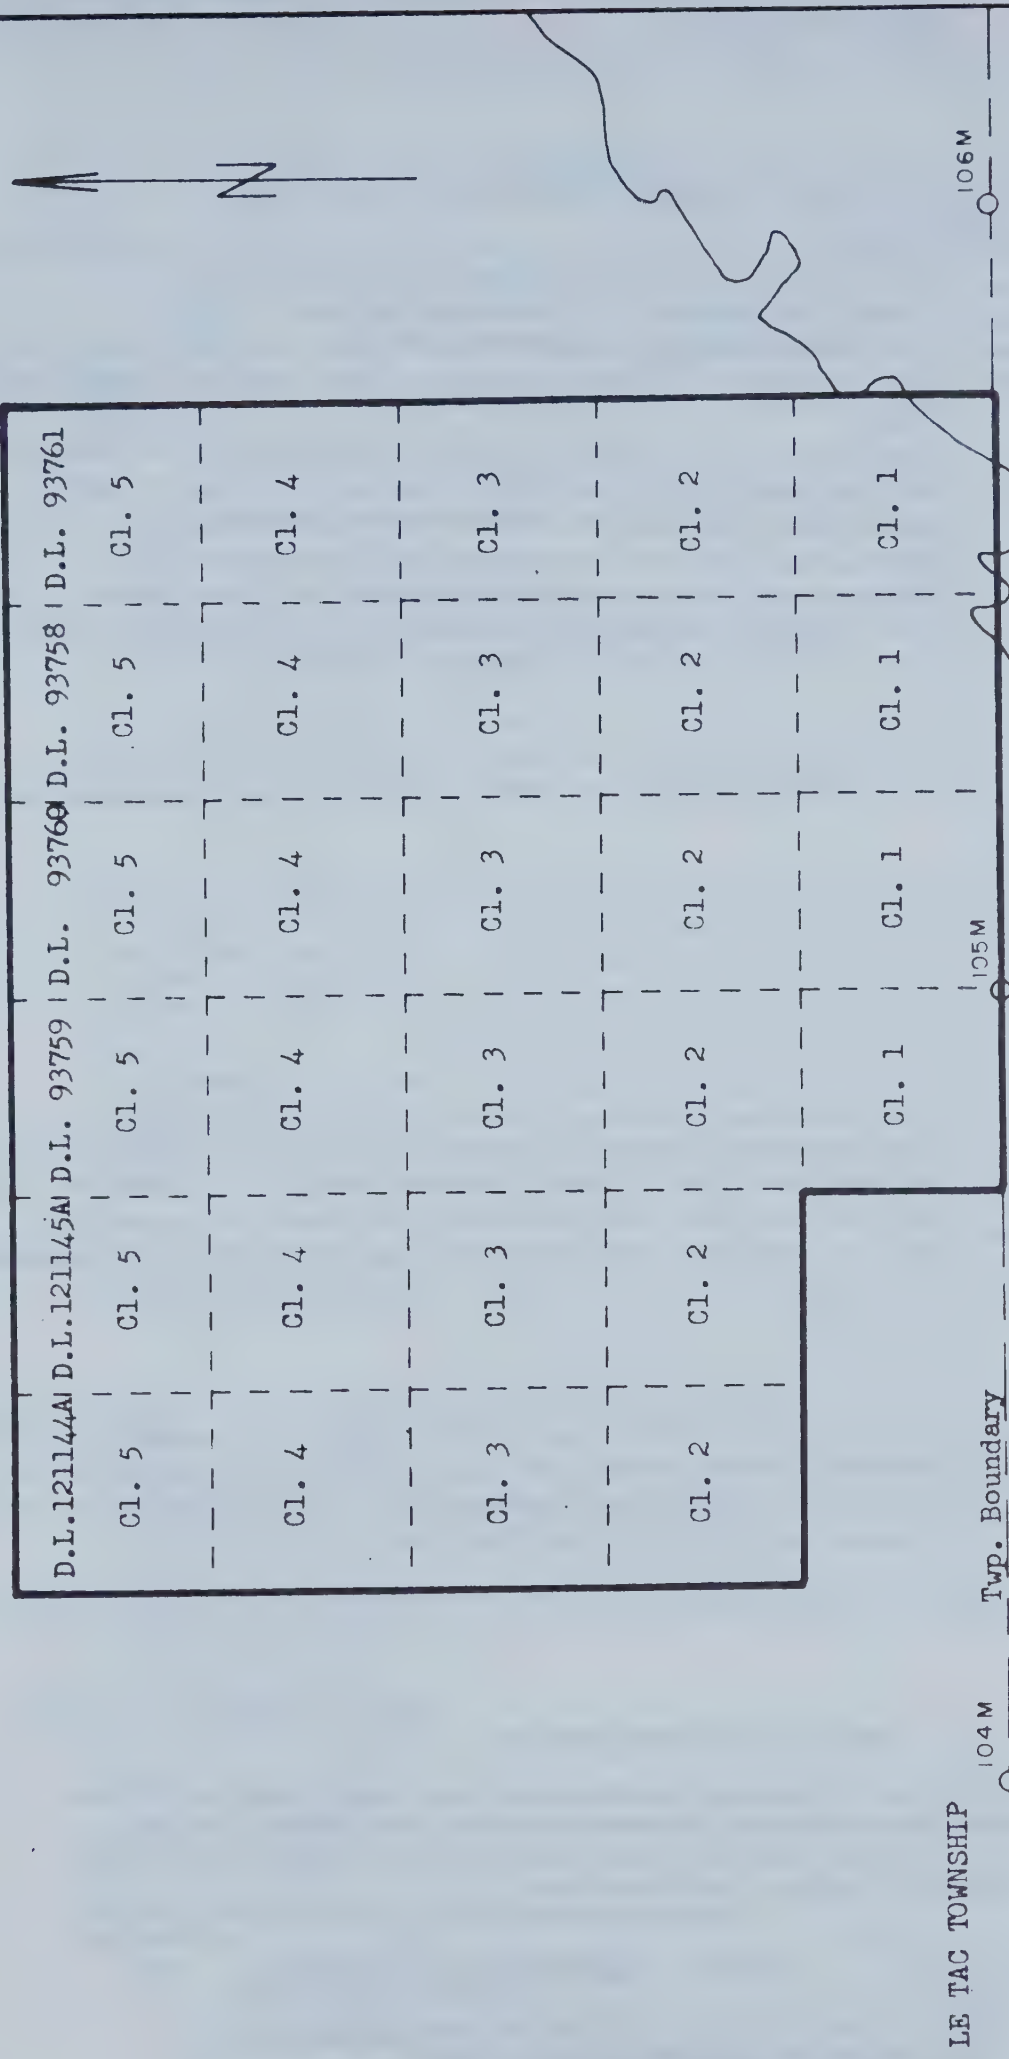 N
D.L.121144A D.L.121145A D.L. 93759 D.L. 93760 D.L. 93758 D.L. 93761
Cl. 5 Cl. 5 Cl. 5 Cl. 5 Cl. 5 Cl. 5
Cl. 4 Cl. 4 Cl. 4 Cl. 4 Cl. 4 Cl. 4
Cl. 3 Cl. 3 Cl. 3 Cl. 3 Cl. 3 Cl. 3
Cl. 2 Cl. 2 Cl. 2 Cl. 2 Cl. 2 Cl. 2
Cl. 1 Cl. 1 Cl. 1 Cl. 1
LE TAC TOWNSHIP
104M Twp. Boundary 105M 106M